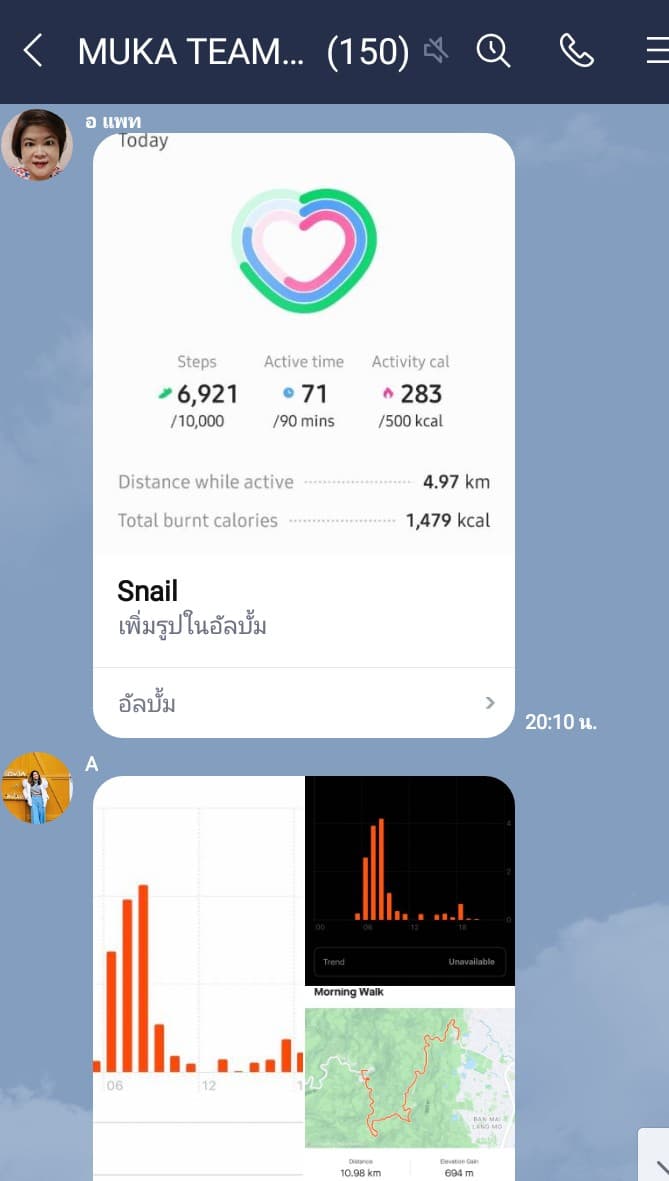 MUKA TEAM... (150)
อ แพท
Today
Steps Active time Activity cal
6,921 71 283
/10,000 /90 mins /500 kcal
Distance while active 4.97 km
Total burnt calories 1,479 kcal
Snail
เพิ่มรูปในอัลบั้ม
อัลบั้ม
20:10 น.
A
06 12 1
4
2
0
00 06 12 18
Trend Unavailable
Morning Walk
BAN MAI
LANG MO
Distance Elevation Gain
10.98 km 694 m